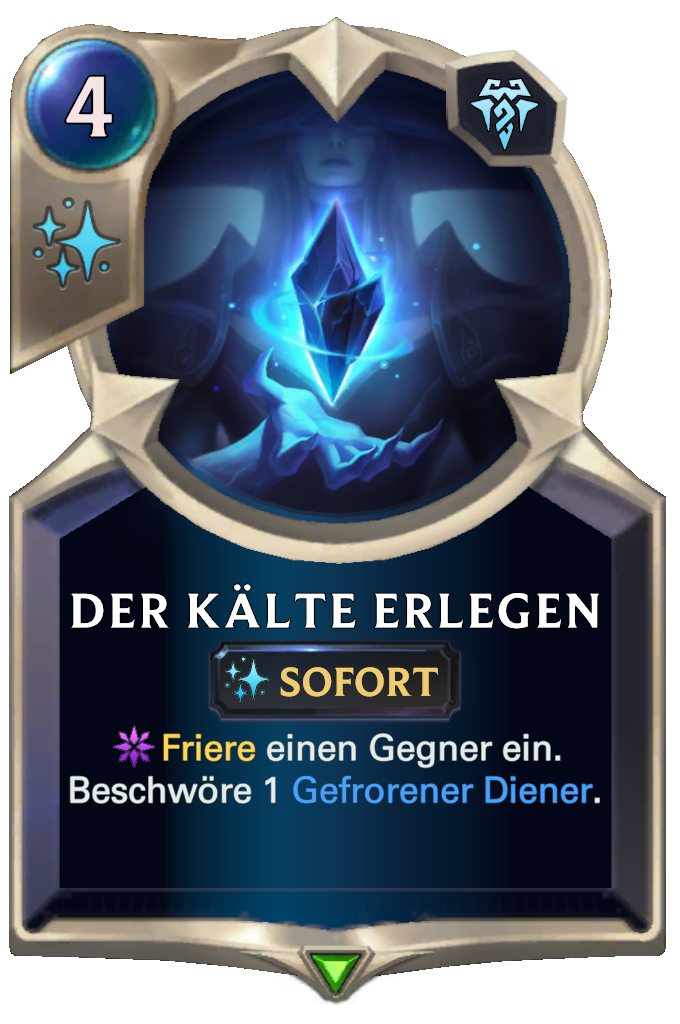 4
DER KÄLTE ERLEGEN
SOFORT
Friere einen Gegner ein.
Beschwöre 1 Gefrorener Diener.